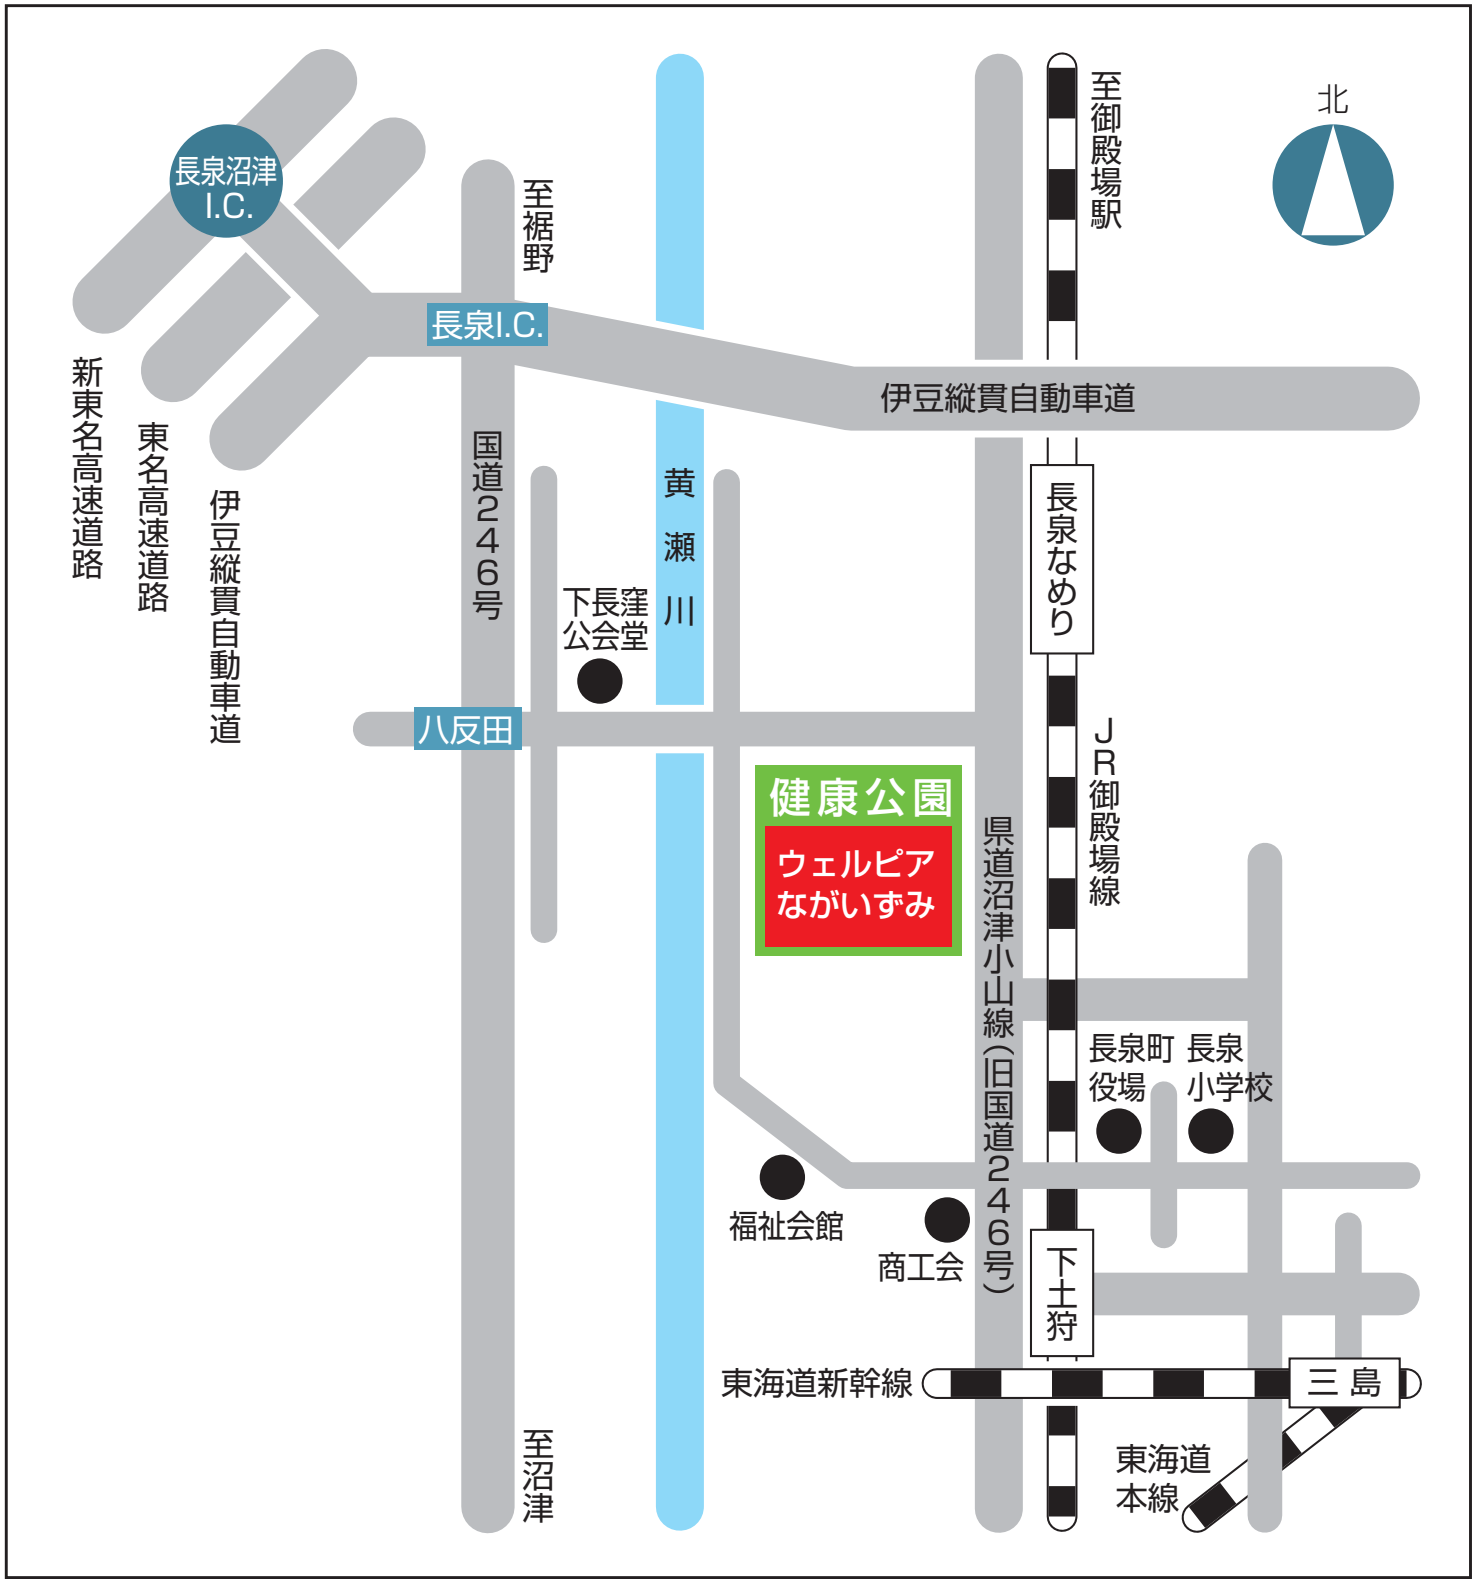 至御殿場駅
北
長泉沼津
I.C.
至裾野
長泉I.C.
伊豆縦貫自動車道
新東名高速道路
東名高速道路
伊豆縦貫自動車道
国道246号
黄瀬川
長泉なめり
下長窪
公会堂
八反田
JR御殿場線
健康公園
ウェルピア
ながいずみ
県道沼津小山線(旧国道246号)
長泉町
役場
長泉
小学校
福祉会館
商工会
下土狩
東海道新幹線
三島
至沼津
東海道
本線